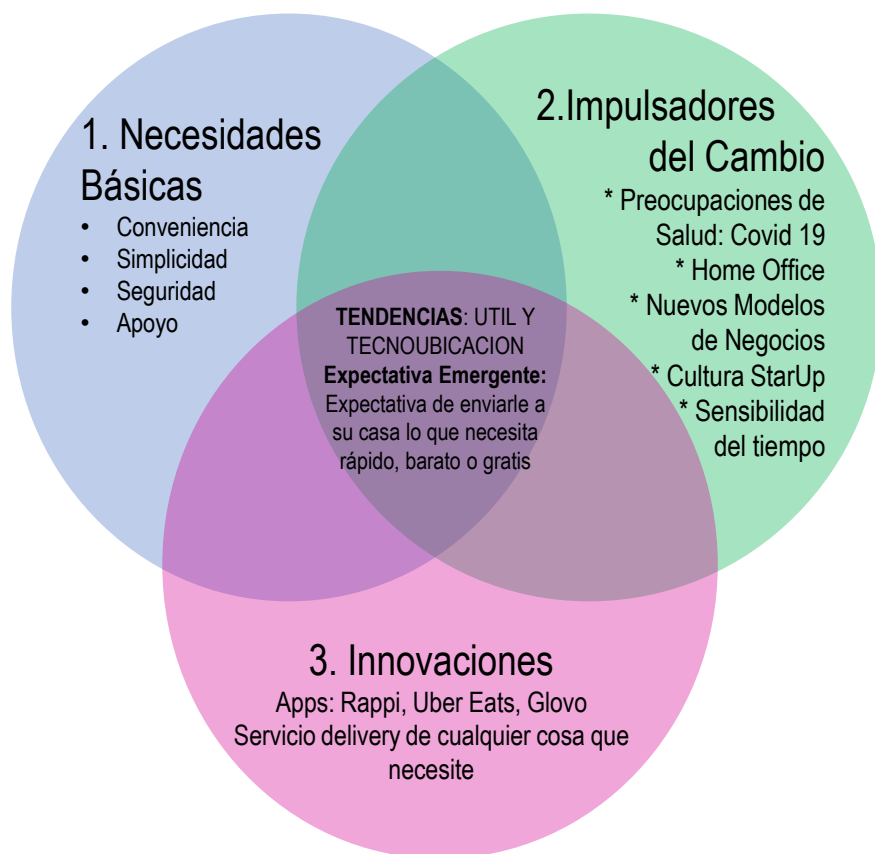 1. Necesidades
Básicas
• Conveniencia
• Simplicidad
• Seguridad
• Apoyo
2.Impulsadores
del Cambio
* Preocupaciones de
Salud: Covid 19
* Home Office
* Nuevos Modelos
de Negocios
* Cultura StarUp
* Sensibilidad
del tiempo
TENDENCIAS: UTIL Y
TECNOUBICACION
Expectativa Emergente:
Expectativa de enviarle a
su casa lo que necesita
rápido, barato o gratis
3. Innovaciones
Apps: Rappi, Uber Eats, Glovo
Servicio delivery de cualquier cosa que
necesite